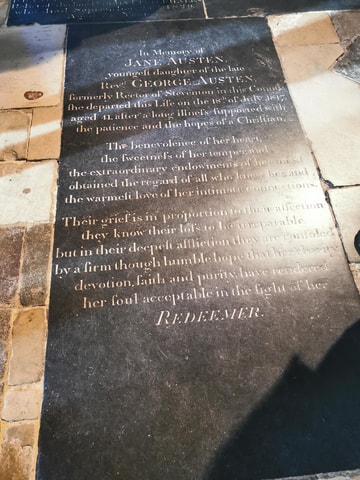 In Memory of
JANE AUSTEN,
youngest daughter of the late
Revd GEORGE AUSTEN,
formerly Rector of Steventon in this County
she departed this Life on the 18th of July 1817,
aged 41, after a long illness supported with
the patience and the hopes of a Christian.
The benevolence of her heart,
the sweetness of her temper, and
the extraordinary endowments of her mind
obtained the regard of all who knew her, and
the warmest love of her intimate connections.
Their grief is in proportion to their affection
they know their loss to be irreparable,
but in their deepest affliction they are consoled
by a firm though humble hope that her charity,
devotion, faith and purity, have rendered
her soul acceptable in the sight of her
REDEEMER.